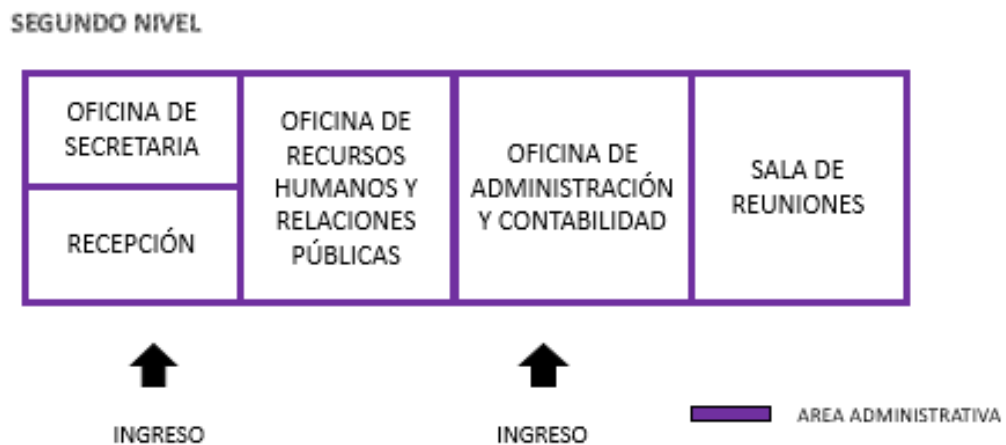 SEGUNDO NIVEL
OFICINA DE
SECRETARIA
RECEPCIÓN
OFICINA DE
RECURSOS
HUMANOS Y
RELACIONES
PÚBLICAS
OFICINA DE
ADMINISTRACIÓN
Y CONTABILIDAD
SALA DE
REUNIONES
INGRESO
INGRESO
AREA ADMINISTRATIVA